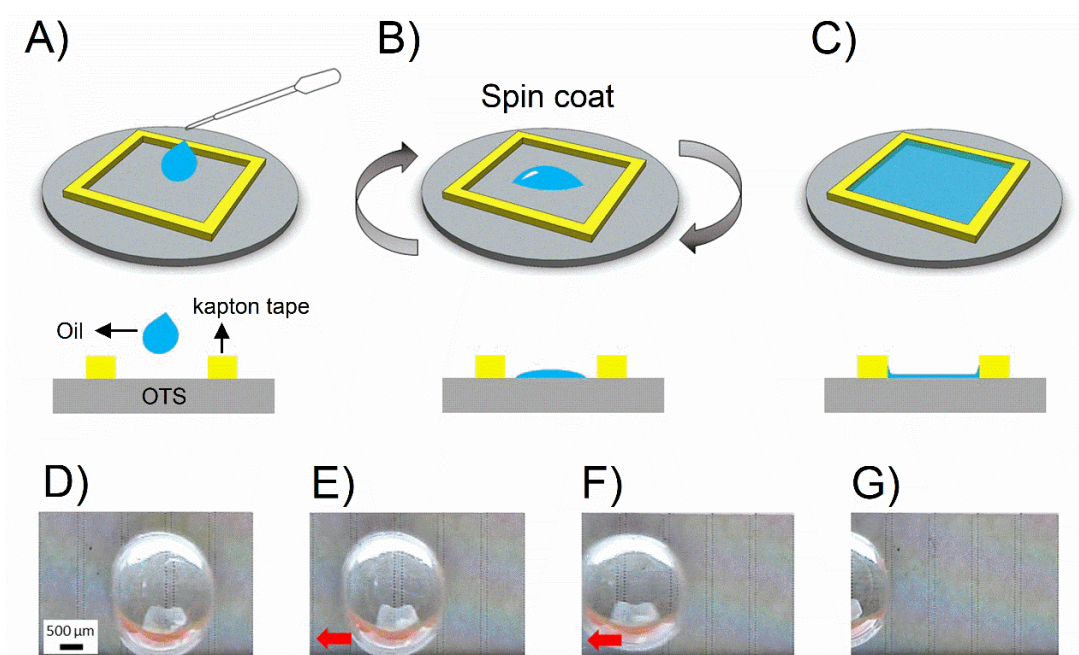 A)
B)
C)
Spin coat
Oil
kapton tape
OTS
D)
E)
F)
G)
500 µm